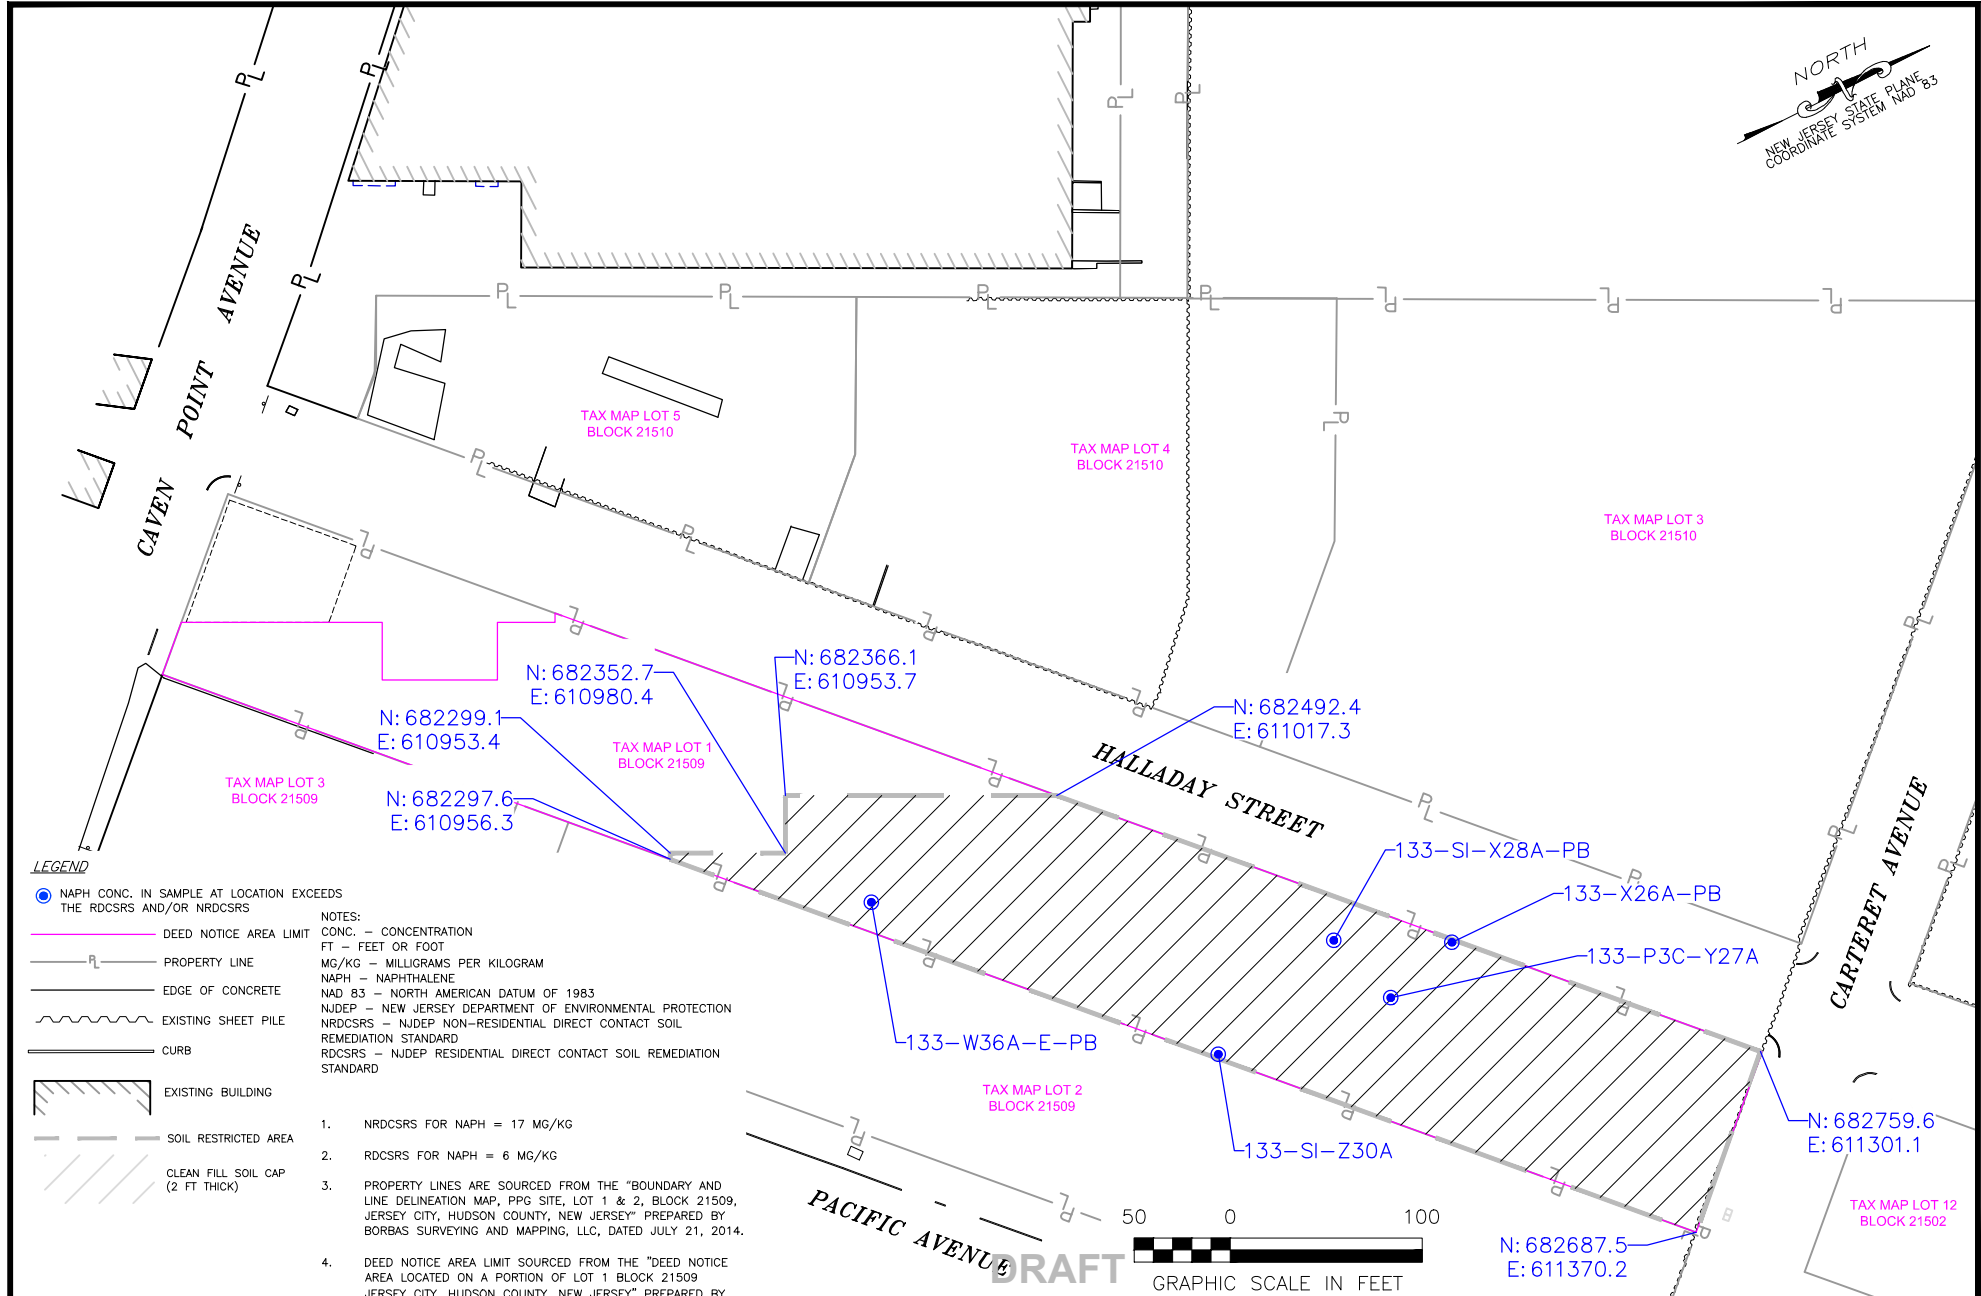 NORTH
NEW JERSEY STATE PLANE
COORDINATE SYSTEM NAD 83
CAVEN POINT AVENUE
TAX MAP LOT 5
BLOCK 21510
TAX MAP LOT 4
BLOCK 21510
TAX MAP LOT 3
BLOCK 21510
N: 682352.7
E: 610980.4
N: 682366.1
E: 610953.7
N: 682299.1
E: 610953.4
N: 682492.4
E: 611017.3
TAX MAP LOT 1
BLOCK 21509
TAX MAP LOT 3
BLOCK 21509
N: 682297.6
E: 610956.3
HALLADAY STREET
CARTERET AVENUE
133-SI-X28A-PB
133-X26A-PB
133-P3C-Y27A
133-W36A-E-PB
133-SI-Z30A
TAX MAP LOT 2
BLOCK 21509
N: 682759.6
E: 611301.1
TAX MAP LOT 12
BLOCK 21502
N: 682687.5
E: 611370.2
PACIFIC AVENUE
DRAFT
50 0 100
GRAPHIC SCALE IN FEET
LEGEND
NAPH CONC. IN SAMPLE AT LOCATION EXCEEDS
THE RDCSRS AND/OR NRDCSRS
DEED NOTICE AREA LIMIT
PROPERTY LINE
EDGE OF CONCRETE
EXISTING SHEET PILE
CURB
EXISTING BUILDING
SOIL RESTRICTED AREA
CLEAN FILL SOIL CAP
(2 FT THICK)
NOTES:
CONC. – CONCENTRATION
FT – FEET OR FOOT
MG/KG – MILLIGRAMS PER KILOGRAM
NAPH – NAPHTHALENE
NAD 83 – NORTH AMERICAN DATUM OF 1983
NJDEP – NEW JERSEY DEPARTMENT OF ENVIRONMENTAL PROTECTION
NRDCSRS – NJDEP NON-RESIDENTIAL DIRECT CONTACT SOIL
REMEDIATION STANDARD
RDCSRS – NJDEP RESIDENTIAL DIRECT CONTACT SOIL REMEDIATION
STANDARD
1. NRDCSRS FOR NAPH = 17 MG/KG
2. RDCSRS FOR NAPH = 6 MG/KG
3. PROPERTY LINES ARE SOURCED FROM THE "BOUNDARY AND
LINE DELINEATION MAP, PPG SITE, LOT 1 & 2, BLOCK 21509,
JERSEY CITY, HUDSON COUNTY, NEW JERSEY" PREPARED BY
BORBAS SURVEYING AND MAPPING, LLC, DATED JULY 21, 2014.
4. DEED NOTICE AREA LIMIT SOURCED FROM THE "DEED NOTICE
AREA LOCATED ON A PORTION OF LOT 1 BLOCK 21509
JERSEY CITY, HUDSON COUNTY, NEW JERSEY" PREPARED BY